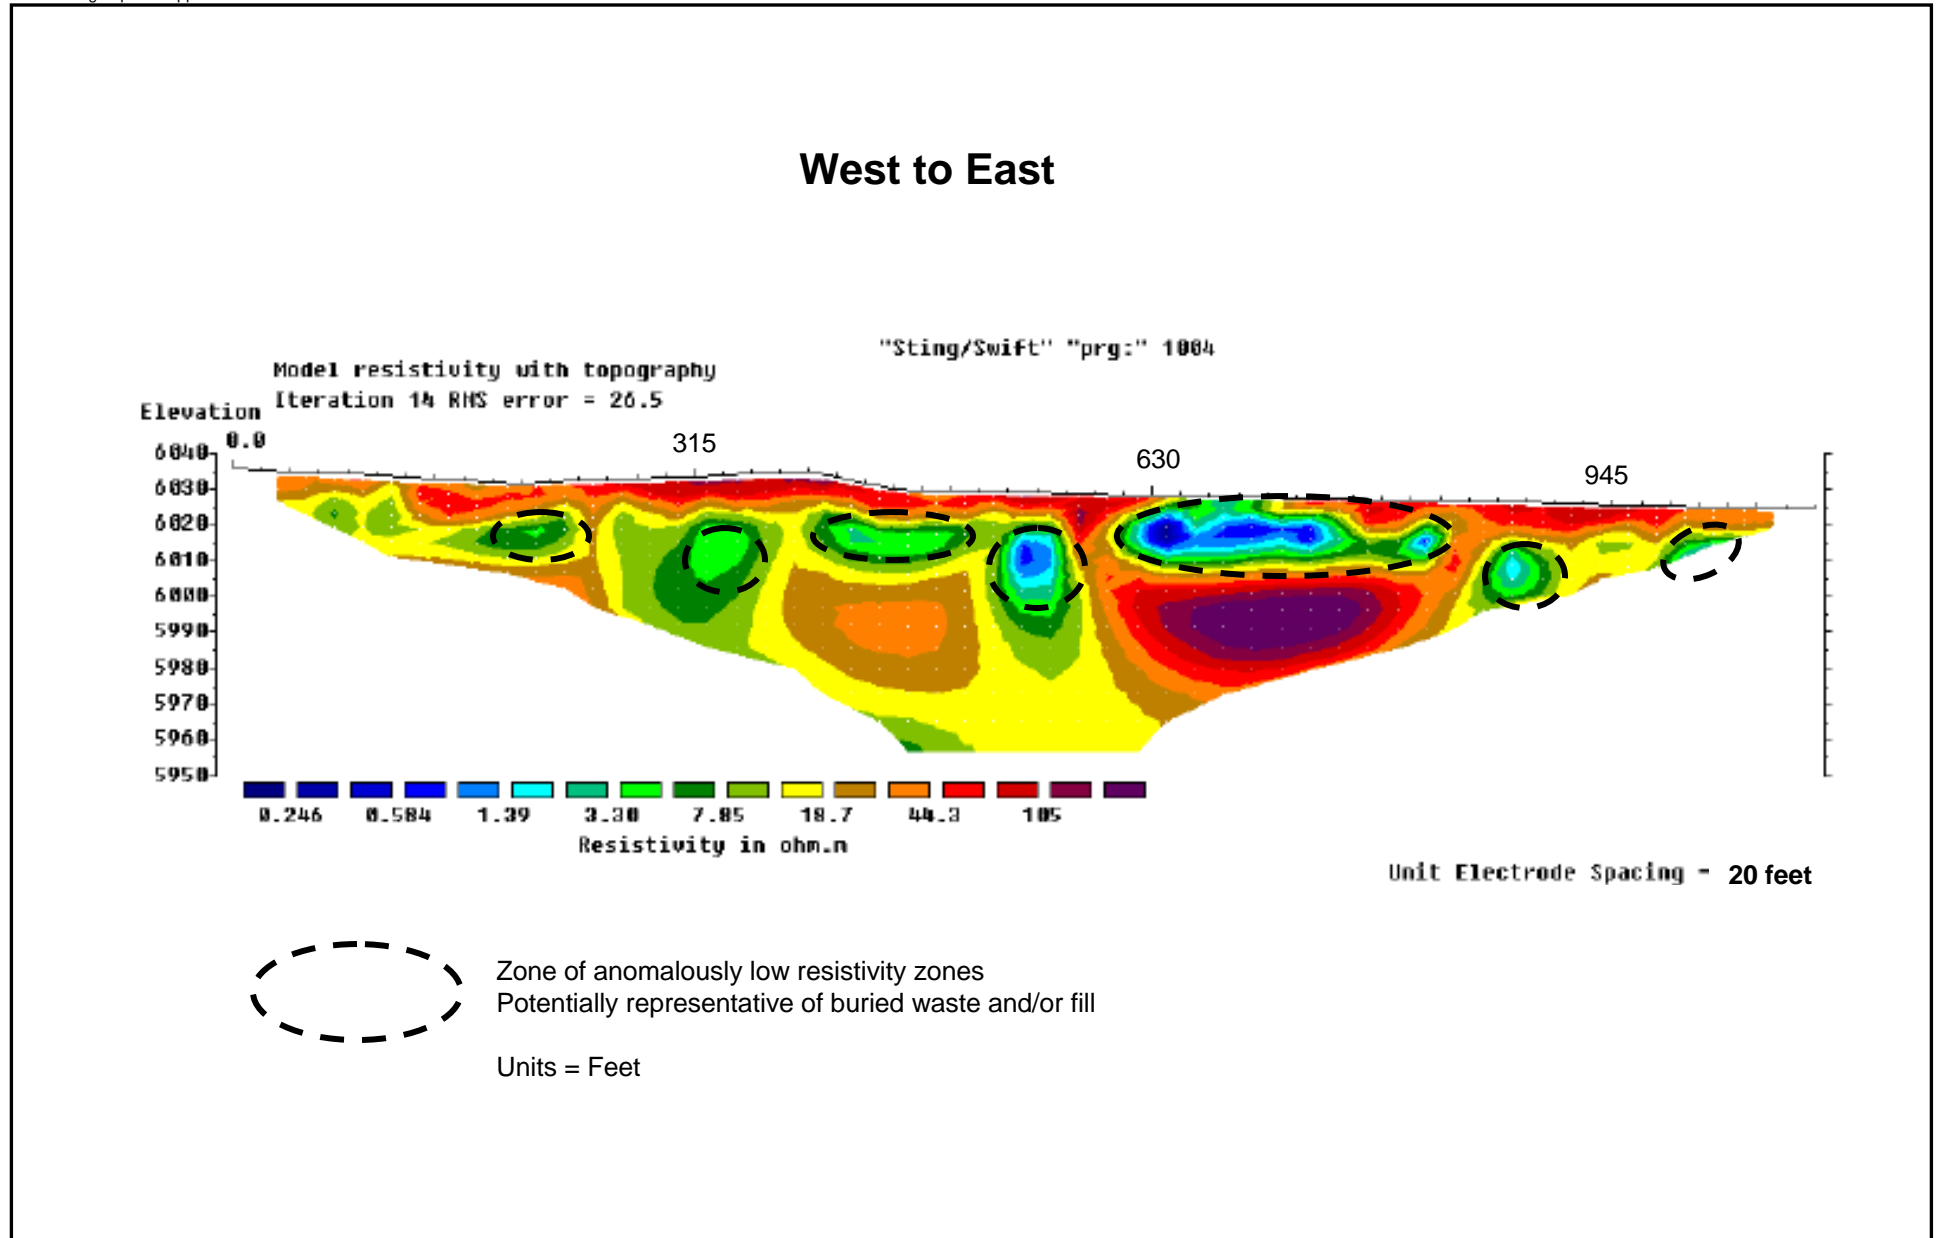 West to East
"Sting/Swift" "prg:" 1004
Model resistivity with topography
Iteration 14 RMS error = 26.5
Elevation
0.0
315
630
945
6040
6030
6020
6010
6000
5990
5980
5970
5960
5950
0.246 0.584 1.39 3.30 7.85 18.7 44.3 105
Resistivity in ohm.m
Unit Electrode Spacing = 20 feet
Zone of anomalously low resistivity zones
Potentially representative of buried waste and/or fill
Units = Feet